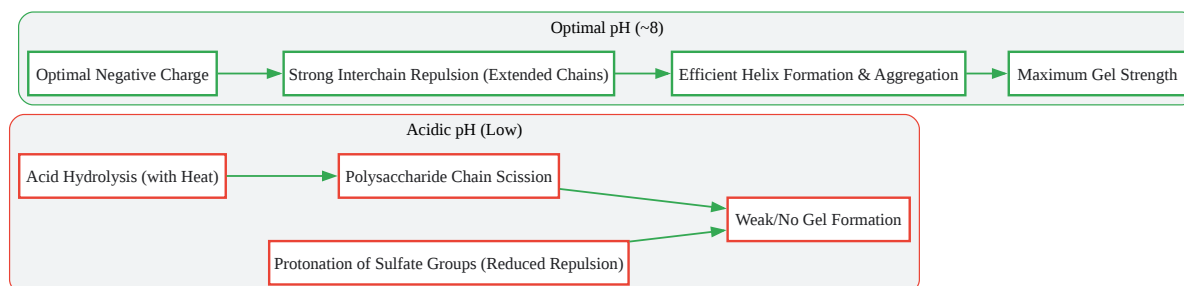 Optimal pH (~8)
Optimal Negative Charge
Strong Interchain Repulsion (Extended Chains)
Efficient Helix Formation & Aggregation
Maximum Gel Strength
Acidic pH (Low)
Acid Hydrolysis (with Heat)
Polysaccharide Chain Scission
Weak/No Gel Formation
Protonation of Sulfate Groups (Reduced Repulsion)